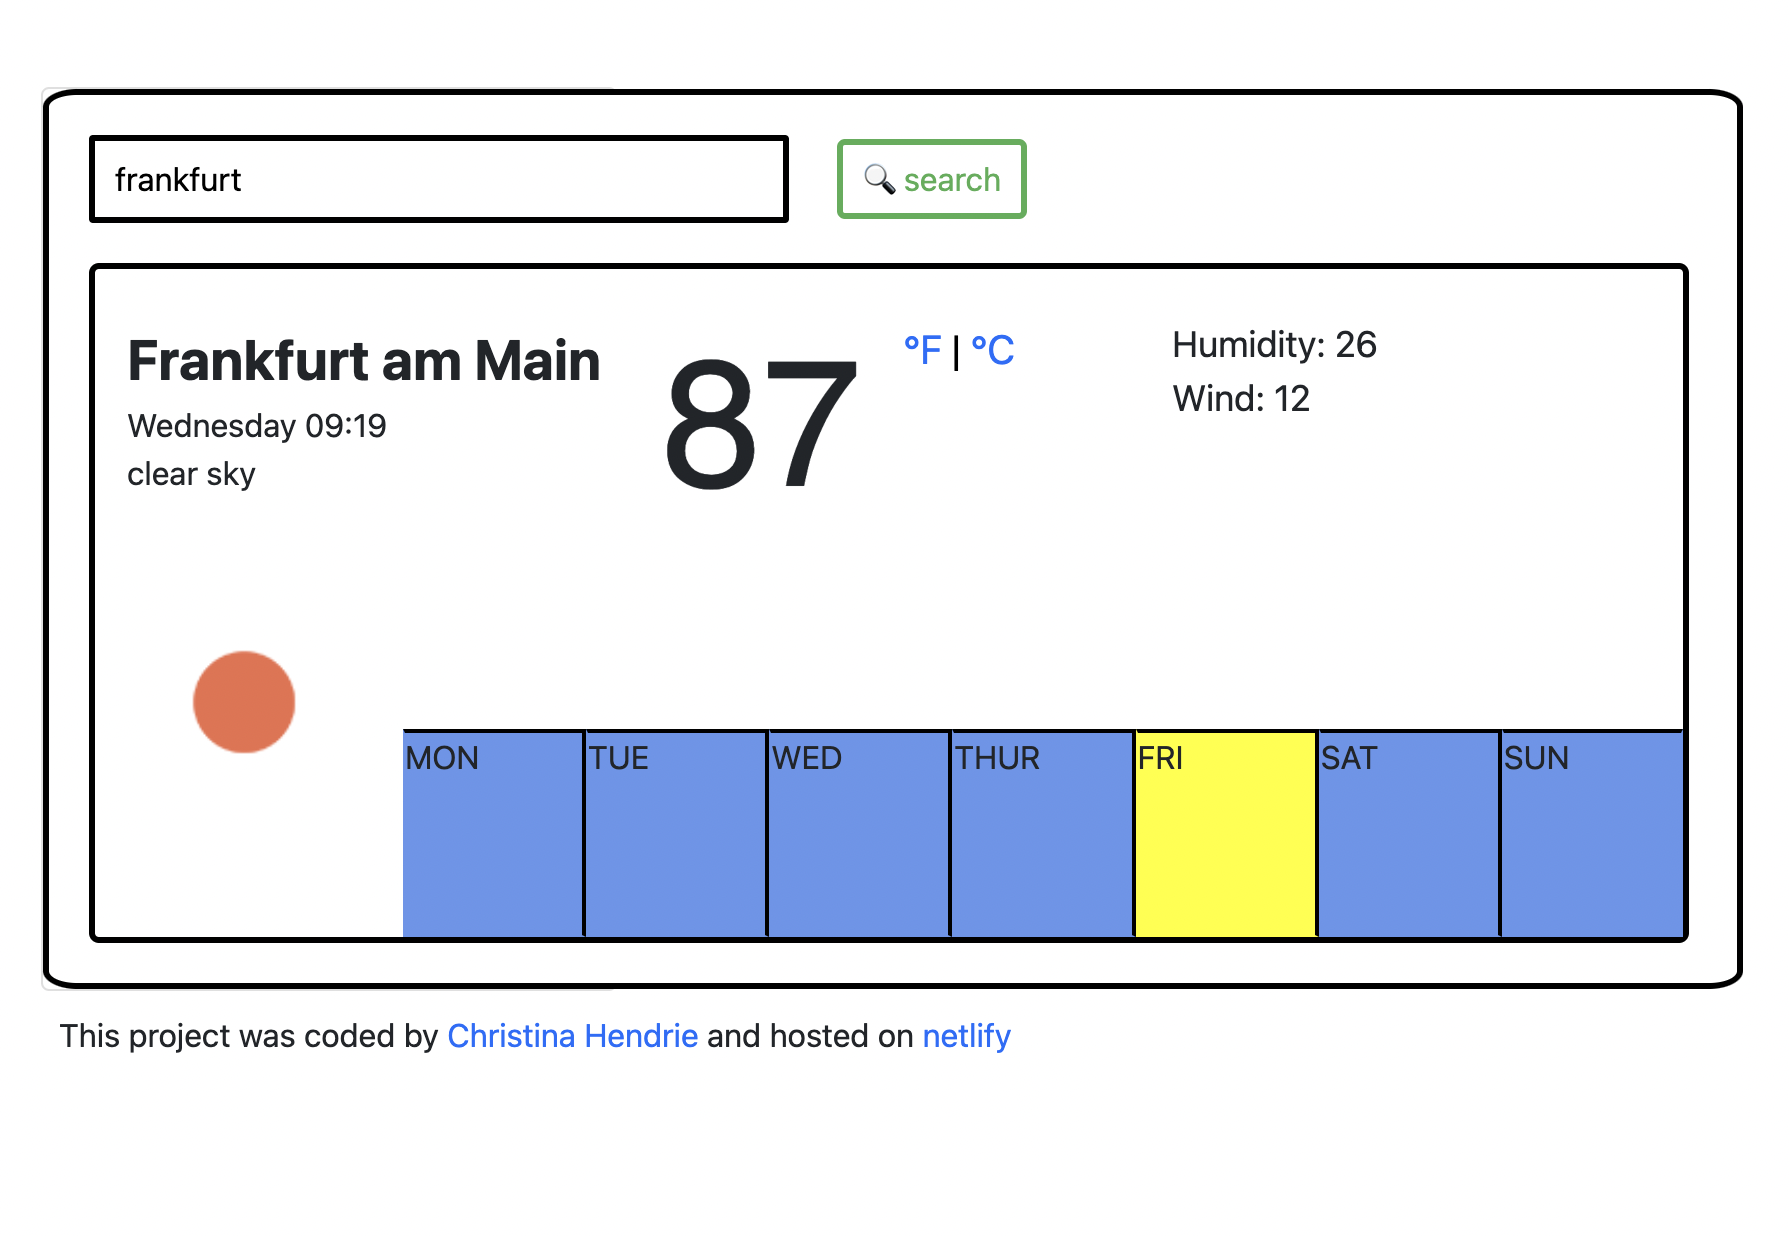 frankfurt
🔍 search
Frankfurt am Main
Wednesday 09:19
clear sky
87
°F | °C
Humidity: 26
Wind: 12
MON TUE WED THUR FRI SAT SUN
This project was coded by Christina Hendrie and hosted on netlify